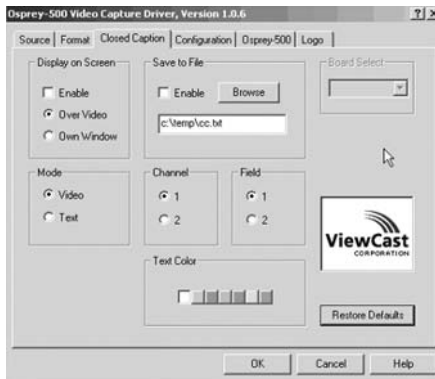 Osprey-500 Video Capture Driver, Version 1.0.6
Source Format Closed Caption Configuration Osprey-500 Logo
Display on Screen
Enable
Over Video
Own Window
Save to File
Enable Browse
c:\temp\cc.txt
Board Select
Mode
Video
Text
Channel
1
2
Field
1
2
ViewCast
CORPORATION
Text Color
Restore Defaults
OK Cancel Help